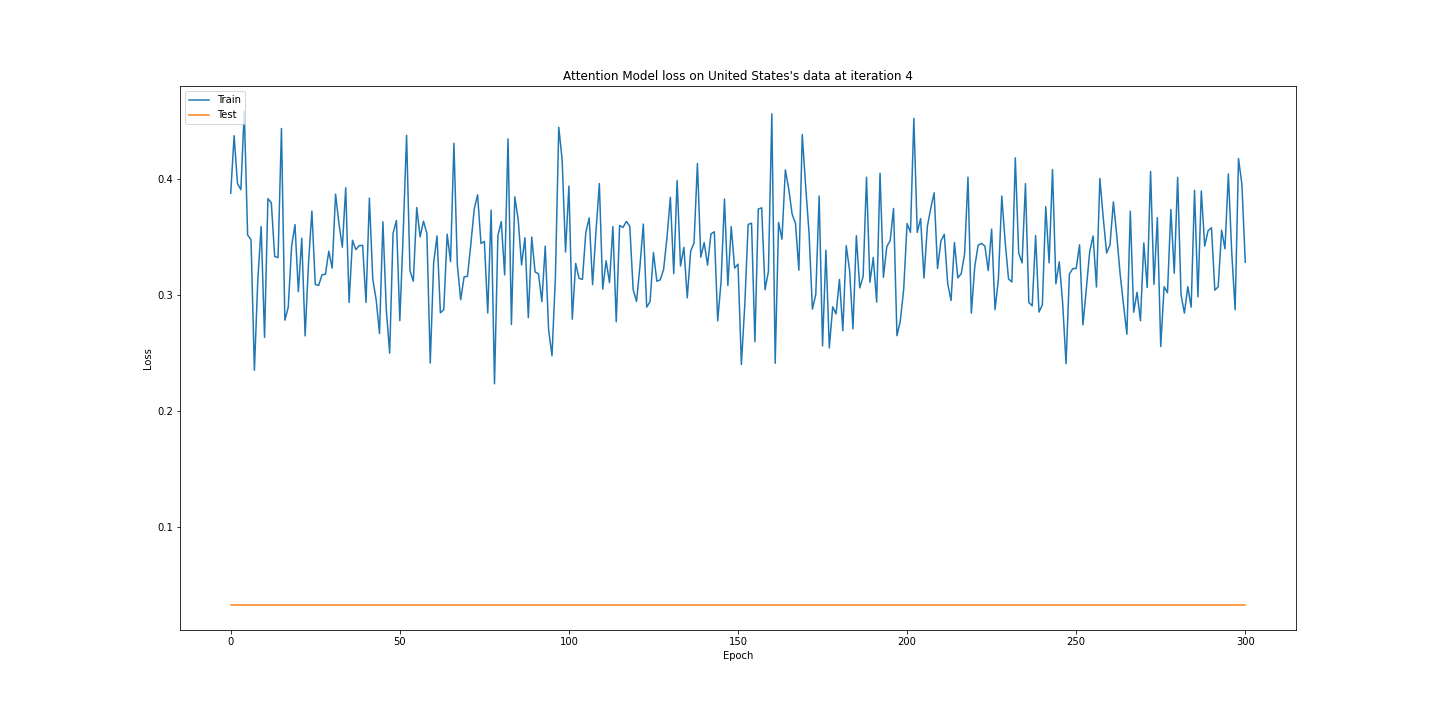 Attention Model loss on United States's data at iteration 4
Train
Test
0.4
0.3
0.2
0.1
Loss
0 50 100 150 200 250 300
Epoch